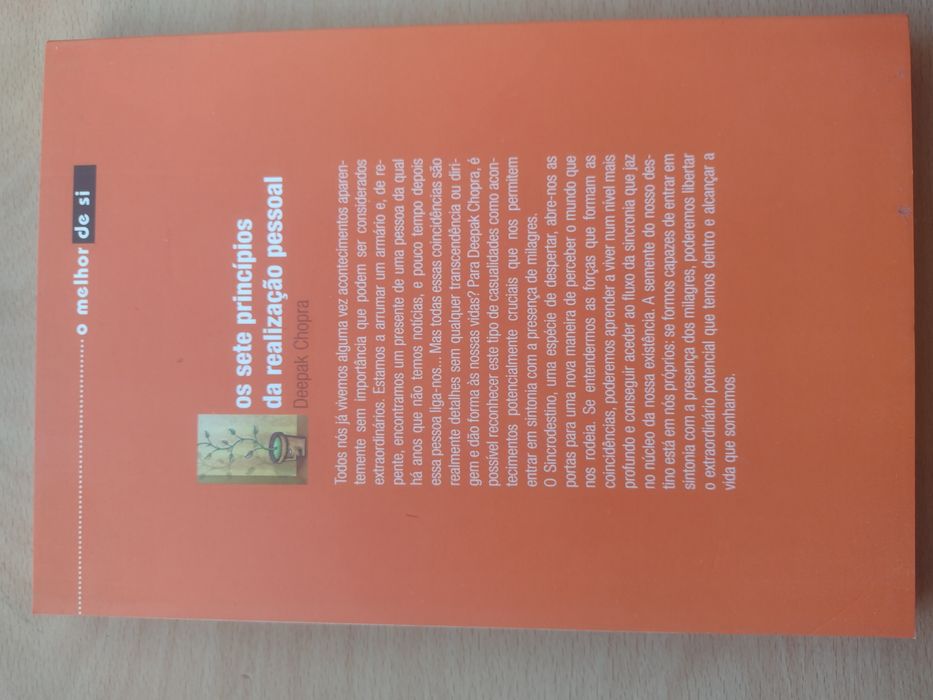 o melhor de si
os sete princípios
da realização pessoal
Deepak Chopra
Todos nós já vivemos alguma vez acontecimentos aparen-
temente sem importância que podem ser considerados
extraordinários. Estamos a arrumar um armário e, de re-
pente, encontramos um presente de uma pessoa da qual
há anos que não temos notícias, e pouco tempo depois
essa pessoa liga-nos... Mas todas essas coincidências são
realmente detalhes sem qualquer transcendência ou diri-
gem e dão forma às nossas vidas? Para Deepak Chopra, é
possível reconhecer este tipo de casualidades como acon-
tecimentos potencialmente cruciais que nos permitem
entrar em sintonia com a presença de milagres.
O Sincrodestino, uma espécie de despertar, abre-nos as
portas para uma nova maneira de perceber o mundo que
nos rodeia. Se entendermos as forças que formam as
coincidências, poderemos aprender a viver num nível mais
profundo e conseguir aceder ao fluxo da sincronia que jaz
no núcleo da nossa existência. A semente do nosso des-
tino está em nós próprios: se formos capazes de entrar em
sintonia com a presença dos milagres, poderemos libertar
o extraordinário potencial que temos dentro e alcançar a
vida que sonhamos.